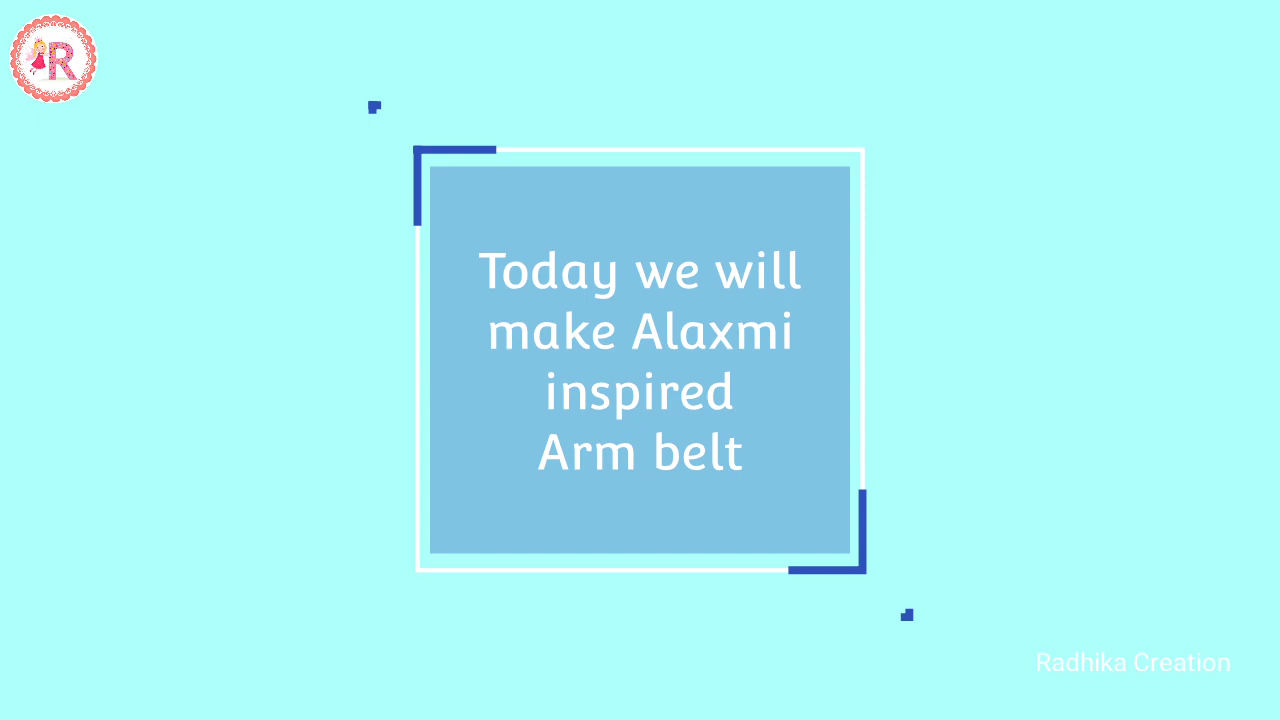 R
Today we will
make Alaxmi
inspired
Arm belt
Radhika Creation